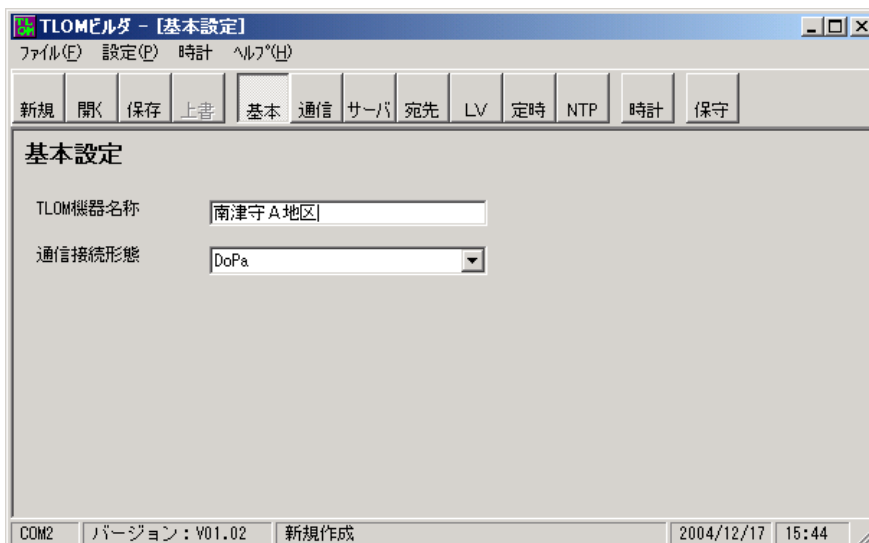 TLOMビルダ - [基本設定]
ファイル(F) 設定(P) 時計 ヘルプ(H)
新規 開く 保存 上書 基本 通信 サーバ 宛先 LV 定時 NTP 時計 保守
基本設定
TLOM機器名称 南津守A地区
通信接続形態 DoPa
COM2 バージョン:V01.02 新規作成 2004/12/17 15:44